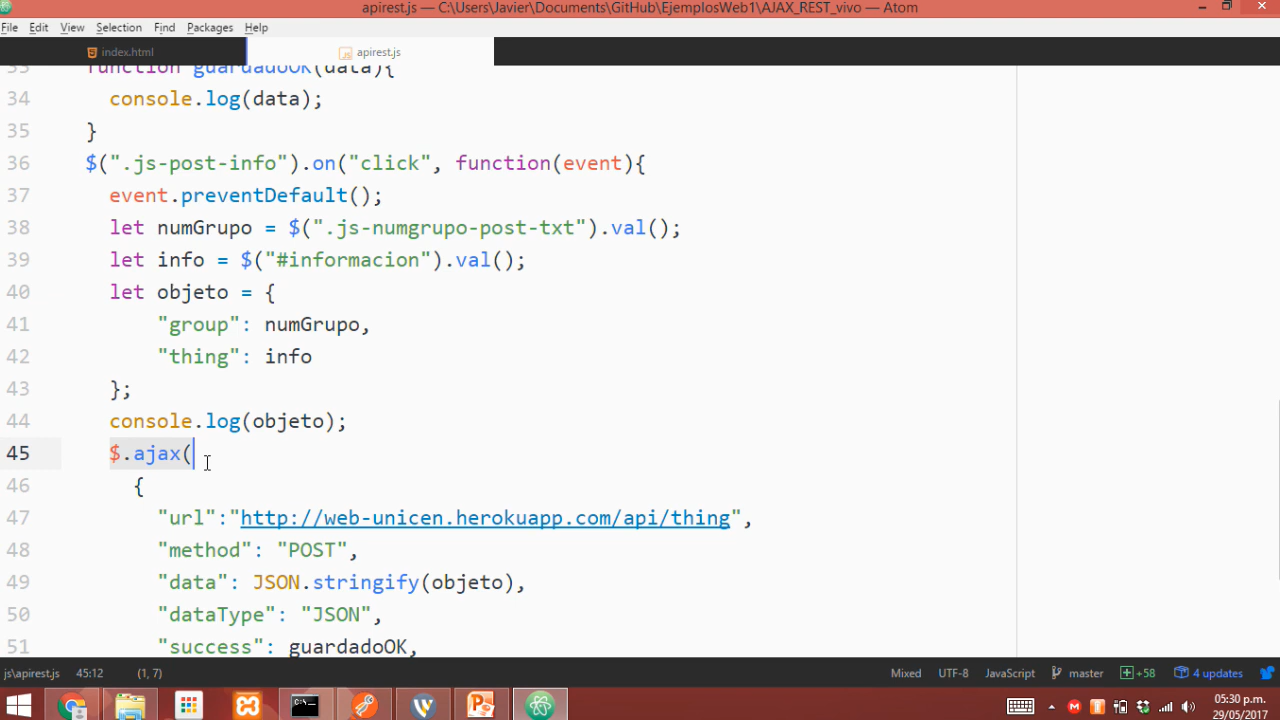 apirest.js — C:\Users\Javier\Documents\GitHub\EjemplosWeb1\AJAX_REST_vivo — Atom
File Edit View Selection Find Packages Help
index.html apirest.js
33 function guardadoOK(data){
34 console.log(data);
35 }
36 $(".js-post-info").on("click", function(event){
37 event.preventDefault();
38 let numGrupo = $(".js-numgrupo-post-txt").val();
39 let info = $("#informacion").val();
40 let objeto = {
41 "group": numGrupo,
42 "thing": info
43 };
44 console.log(objeto);
45 $.ajax(
46 {
47 "url":"http://web-unicen.herokuapp.com/api/thing",
48 "method": "POST",
49 "data": JSON.stringify(objeto),
50 "dataType": "JSON",
51 "success": guardadoOK,
js\apirest.js 45:12 (1, 7) Mixed UTF-8 JavaScript master +58 4 updates
05:30 p.m.
29/05/2017